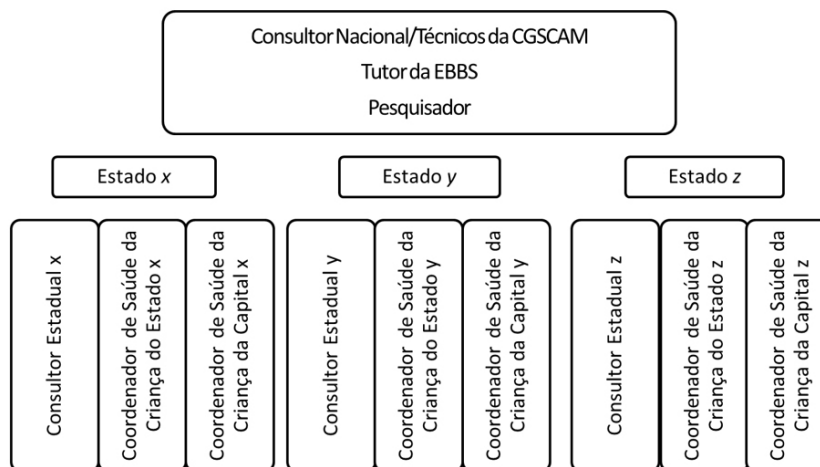 Consultor Nacional/Técnicos da CGSCAM
Tutor da EBBS
Pesquisador
Estado x
Estado y
Estado z
Consultor Estadual x
Coordenador de Saúde da
Criança do Estado x
Coordenador de Saúde da
Criança da Capital x
Consultor Estadual y
Coordenador de Saúde da
Criança do Estado y
Coordenador de Saúde da
Criança da Capital y
Consultor Estadual z
Coordenador de Saúde da
Criança do Estado z
Coordenador de Saúde da
Criança da Capital z